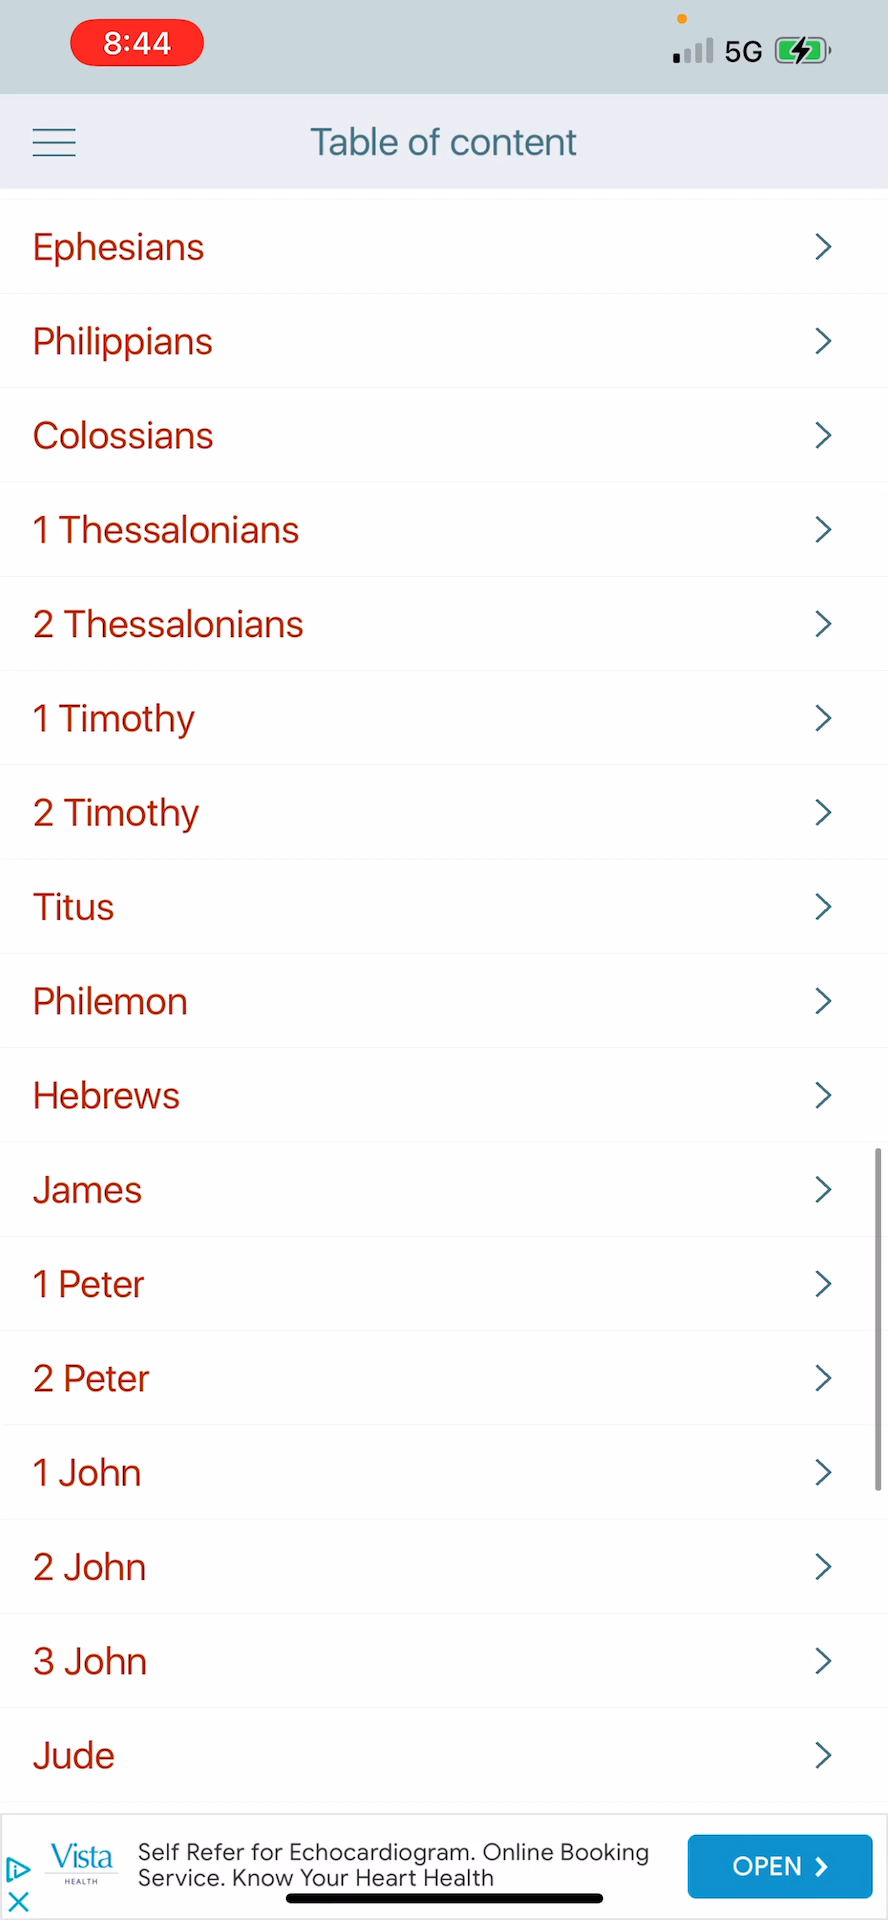 8:44
5G
Table of content
Ephesians
Philippians
Colossians
1 Thessalonians
2 Thessalonians
1 Timothy
2 Timothy
Titus
Philemon
Hebrews
James
1 Peter
2 Peter
1 John
2 John
3 John
Jude
Vista
HEALTH
Self Refer for Echocardiogram. Online Booking
Service. Know Your Heart Health
OPEN